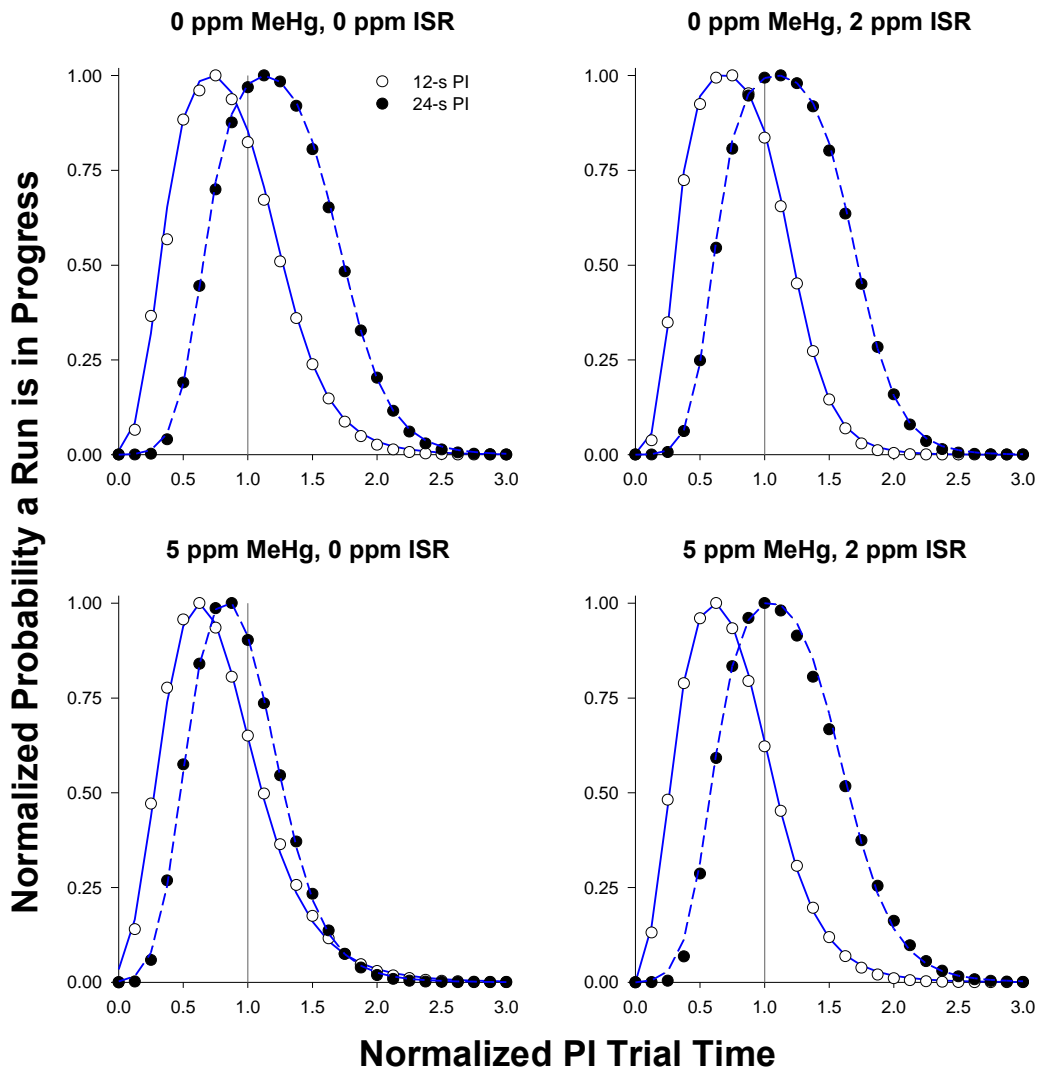 0 ppm MeHg, 0 ppm ISR
0 ppm MeHg, 2 ppm ISR
1.00
0.75
0.50
0.25
0.00
12-s PI
24-s PI
0.0 0.5 1.0 1.5 2.0 2.5 3.0
1.00
0.75
0.50
0.25
0.00
0.0 0.5 1.0 1.5 2.0 2.5 3.0
Normalized Probability a Run is in Progress
5 ppm MeHg, 0 ppm ISR
5 ppm MeHg, 2 ppm ISR
1.00
0.75
0.50
0.25
0.00
0.0 0.5 1.0 1.5 2.0 2.5 3.0
1.00
0.75
0.50
0.25
0.00
0.0 0.5 1.0 1.5 2.0 2.5 3.0
Normalized PI Trial Time